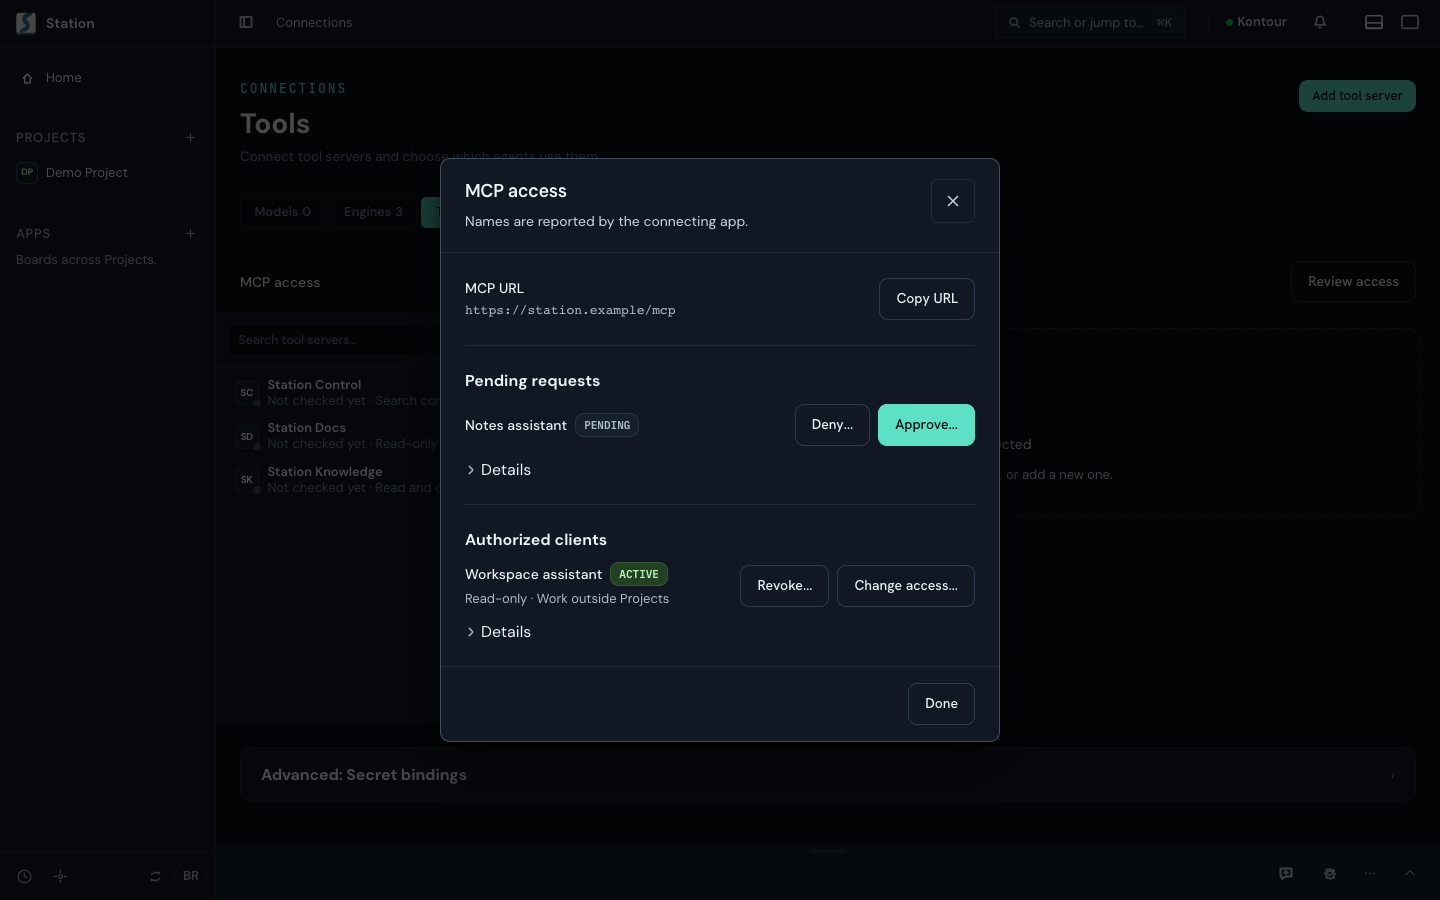 Station
Connections
Search or jump to... ⌘K
Kontour
Home
PROJECTS
DP Demo Project
APPS
Boards across Projects.
CONNECTIONS
Tools
Connect tool servers and choose which agents use them.
Add tool server
Models 0
Engines 3
MCP access
Review access
Search tool servers...
SC Station Control
Not checked yet · Search
SD Station Docs
Not checked yet · Read-only
SK Station Knowledge
Not checked yet · Read and
, or add a new one.
MCP access
Names are reported by the connecting app.
MCP URL
https://station.example/mcp
Copy URL
Pending requests
Notes assistant PENDING
Deny...
Approve...
Details
Authorized clients
Workspace assistant ACTIVE
Read-only · Work outside Projects
Revoke...
Change access...
Details
Done
Advanced: Secret bindings
BR